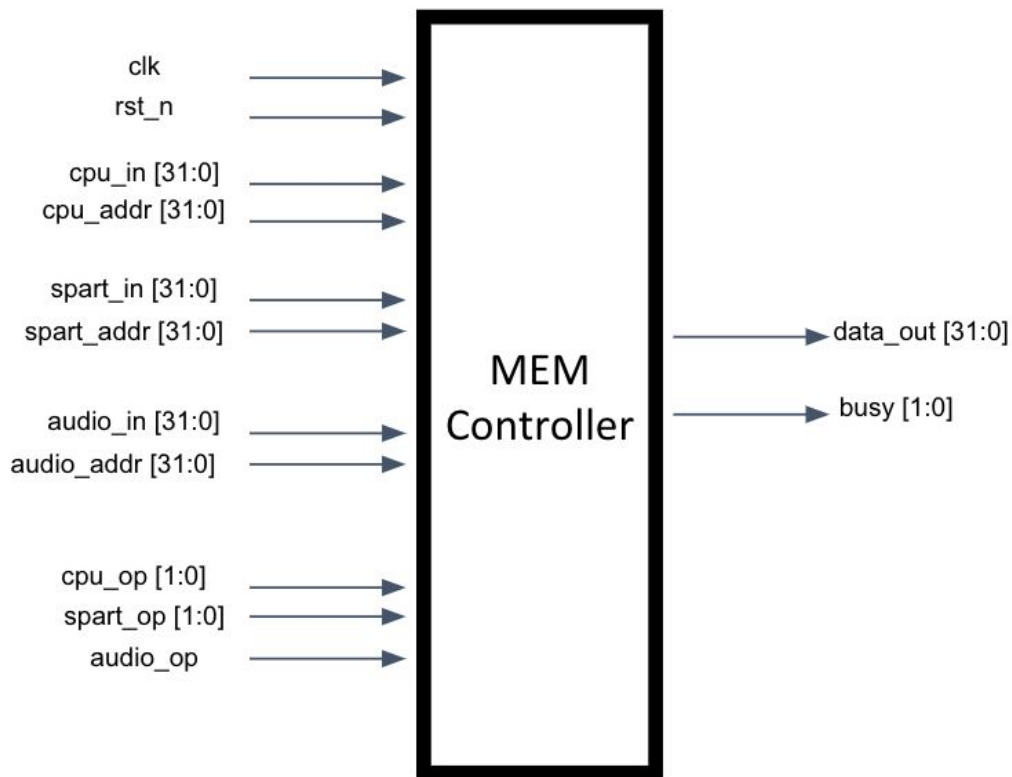 clk
rst_n
cpu_in [31:0]
cpu_addr [31:0]
spart_in [31:0]
spart_addr [31:0]
audio_in [31:0]
audio_addr [31:0]
cpu_op [1:0]
spart_op [1:0]
audio_op
MEM
Controller
data_out [31:0]
busy [1:0]